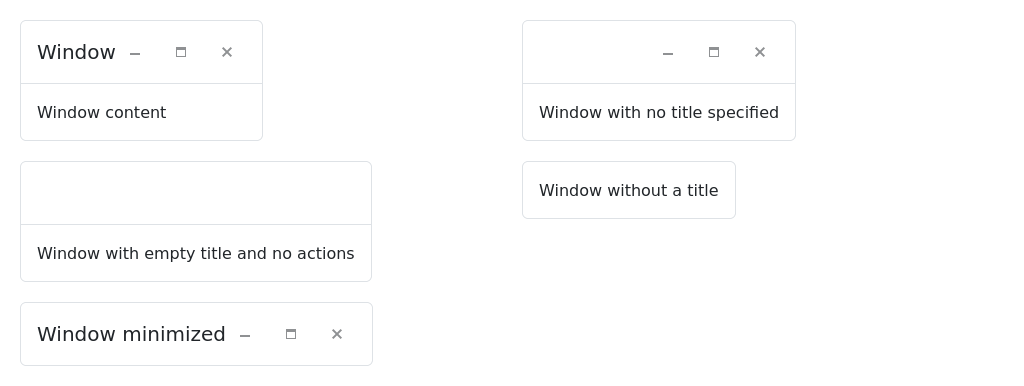 Window
Window content
Window with no title specified
Window with empty title and no actions
Window without a title
Window minimized